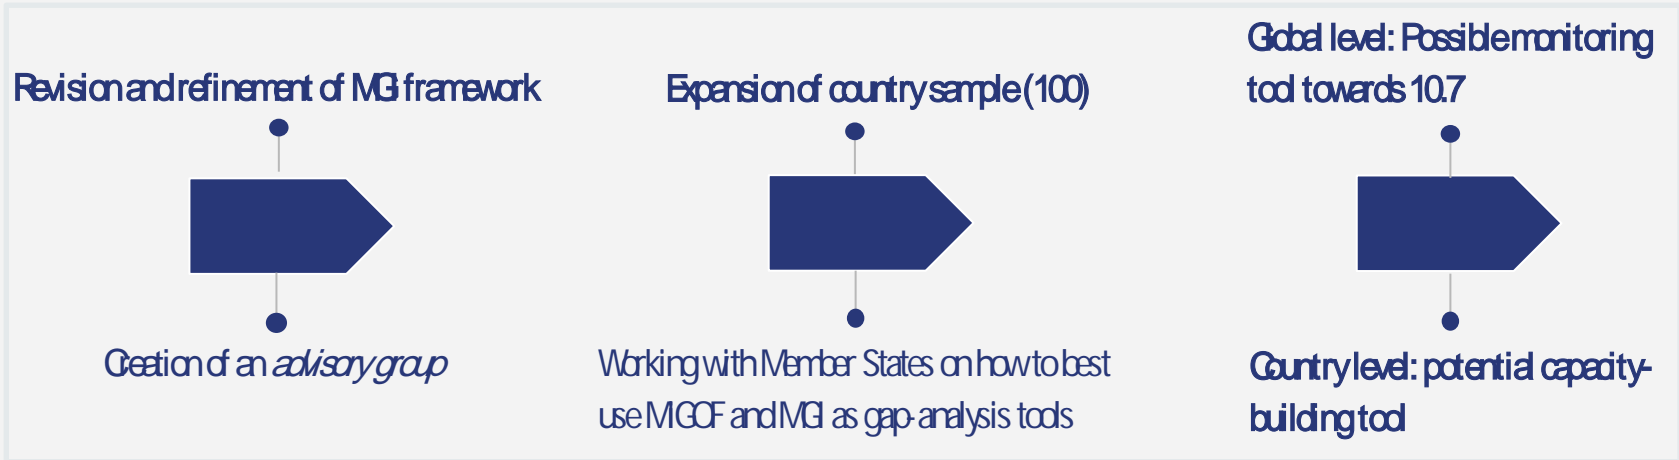 Revision and refinement of MGI framework
Creation of an advisory group
Expansion of country sample (100)
Working with Member States on how to best
use MIGOF and MGI as gap-analysis tools
Global level: Possible monitoring
tool towards 10.7
Country level: potential capacity-
building tool